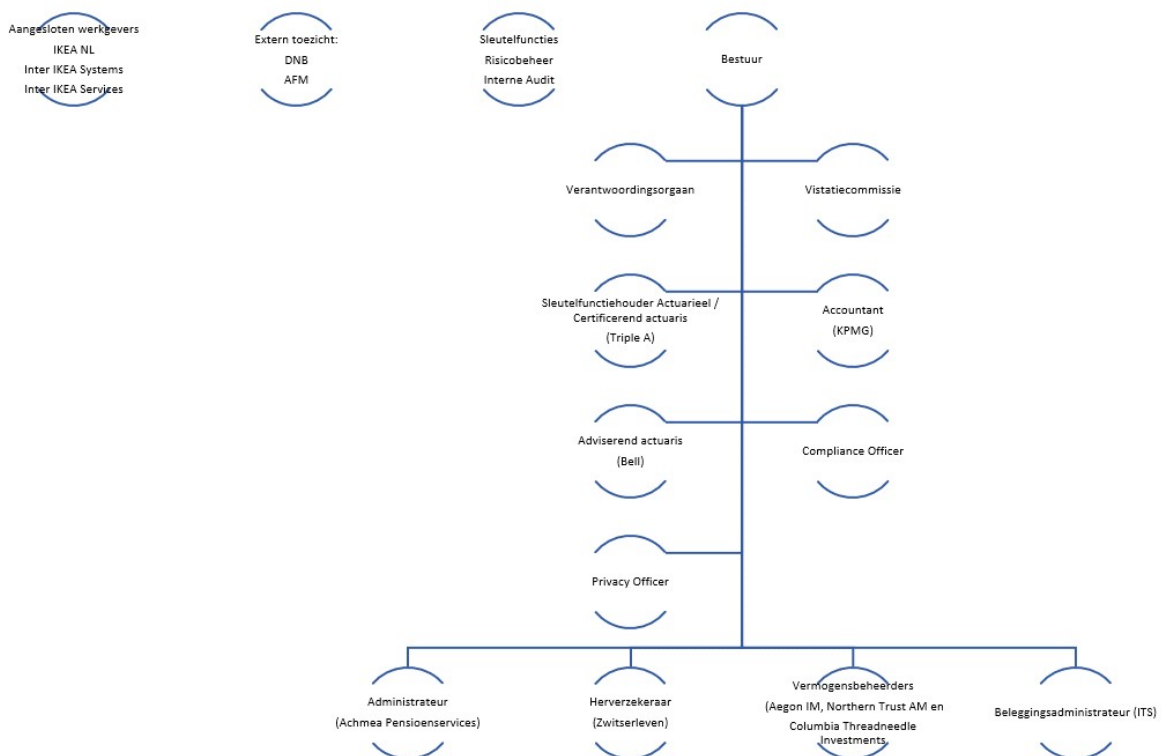 Aangesloten werkgevers
IKEA NL
Inter IKEA Systems
Inter IKEA Services
Extern toezicht:
DNB
AFM
Sleutelfuncties
Risicobeheer
Interne Audit
Bestuur
Verantwoordingsorgaan
Vistatiecommissie
Sleutelfunctiehouder Actuarieel /
Certificerend actuaris
(Triple A)
Accountant
(KPMG)
Adviserend actuaris
(Bell)
Compliance Officer
Privacy Officer
Administrateur
(Achmea Pensioenservices)
Herverzekeraar
(Zwitserleven)
Vermogensbeheerders
(Aegon IM, Northern Trust AM en
Columbia Threadneedle
Investments
Beleggingsadministrateur (ITS)